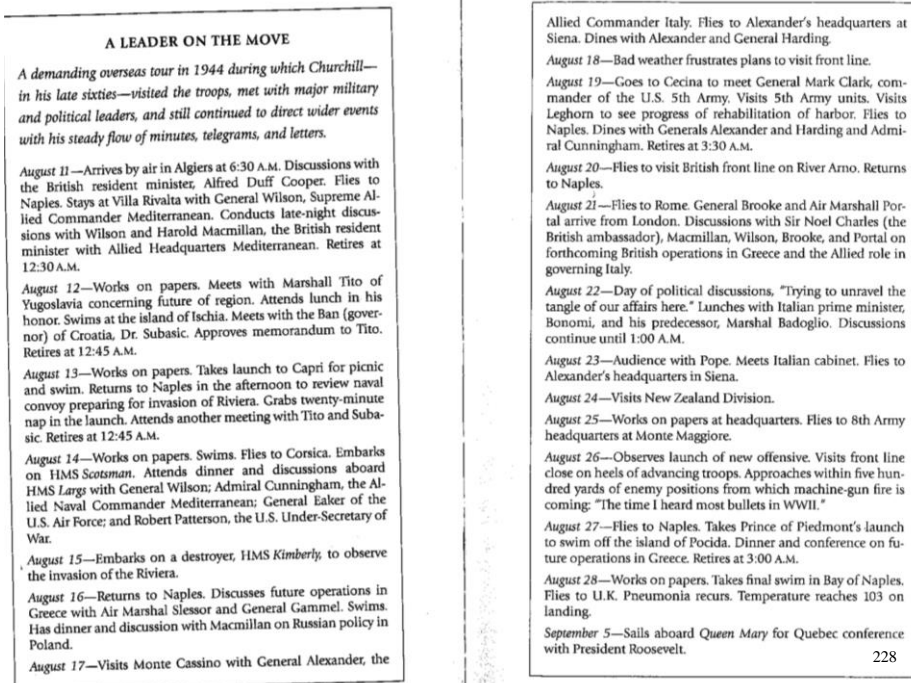 A LEADER ON THE MOVE
A demanding overseas tour in 1944 during which Churchill—
in his late sixties—visited the troops, met with major military
and political leaders, and still continued to direct wider events
with his steady flow of minutes, telegrams, and letters.
August 11—Arrives by air in Algiers at 6:30 A.M. Discussions with
the British resident minister, Alfred Duff Cooper. Flies to
Naples. Stays at Villa Rivalta with General Wilson, Supreme Al-
lied Commander Mediterranean. Conducts late-night discus-
sions with Wilson and Harold Macmillan, the British resident
minister with Allied Headquarters Mediterranean. Retires at
12:30 A.M.
August 12—Works on papers. Meets with Marshall Tito of
Yugoslavia concerning future of region. Attends lunch in his
honor. Swims at the island of Ischia. Meets with the Ban (gover-
nor) of Croatia, Dr. Subasic. Approves memorandum to Tito.
Retires at 12:45 A.M.
August 13—Works on papers. Takes launch to Capri for picnic
and swim. Returns to Naples in the afternoon to review naval
convoy preparing for invasion of Riviera. Grabs twenty-minute
nap in the launch. Attends another meeting with Tito and Suba-
sic. Retires at 12:45 A.M.
August 14—Works on papers. Swims. Flies to Corsica. Embarks
on HMS Scotsman. Attends dinner and discussions aboard
HMS Largs with General Wilson; Admiral Cunningham, the Al-
lied Naval Commander Mediterranean; General Eaker of the
U.S. Air Force; and Robert Patterson, the U.S. Under-Secretary of
War.
August 15—Embarks on a destroyer, HMS Kimberly, to observe
the invasion of the Riviera.
August 16—Returns to Naples. Discusses future operations in
Greece with Air Marshal Slessor and General Gammel. Swims.
Has dinner and discussion with Macmillan on Russian policy in
Poland.
August 17—Visits Monte Cassino with General Alexander, the
Allied Commander Italy. Flies to Alexander's headquarters at
Siena. Dines with Alexander and General Harding.
August 18—Bad weather frustrates plans to visit front line.
August 19—Goes to Cecina to meet General Mark Clark, com-
mander of the U.S. 5th Army. Visits 5th Army units. Visits
Leghorn to see progress of rehabilitation of harbor. Flies to
Naples. Dines with Generals Alexander and Harding and Admi-
ral Cunningham. Retires at 3:30 A.M.
August 20—Flies to visit British front line on River Arno. Returns
to Naples.
August 21—Flies to Rome. General Brooke and Air Marshall Por-
tal arrive from London. Discussions with Sir Noel Charles (the
British ambassador), Macmillan, Wilson, Brooke, and Portal on
forthcoming British operations in Greece and the Allied role in
governing Italy.
August 22—Day of political discussions, "Trying to unravel the
tangle of our affairs here." Lunches with Italian prime minister,
Bonomi, and his predecessor, Marshal Badoglio. Discussions
continue until 1:00 A.M.
August 23—Audience with Pope. Meets Italian cabinet. Flies to
Alexander's headquarters in Siena.
August 24—Visits New Zealand Division.
August 25—Works on papers at headquarters. Flies to 8th Army
headquarters at Monte Maggiore.
August 26—Observes launch of new offensive. Visits front line
close on heels of advancing troops. Approaches within five hun-
dred yards of enemy positions from which machine-gun fire is
coming: "The time I heard most bullets in WWII."
August 27—Flies to Naples. Takes Prince of Piedmont's launch
to swim off the island of Pocida. Dinner and conference on fu-
ture operations in Greece. Retires at 3:00 A.M.
August 28—Works on papers. Takes final swim in Bay of Naples.
Flies to U.K. Pneumonia recurs. Temperature reaches 103 on
landing.
September 5—Sails aboard Queen Mary for Quebec conference
with President Roosevelt.
228